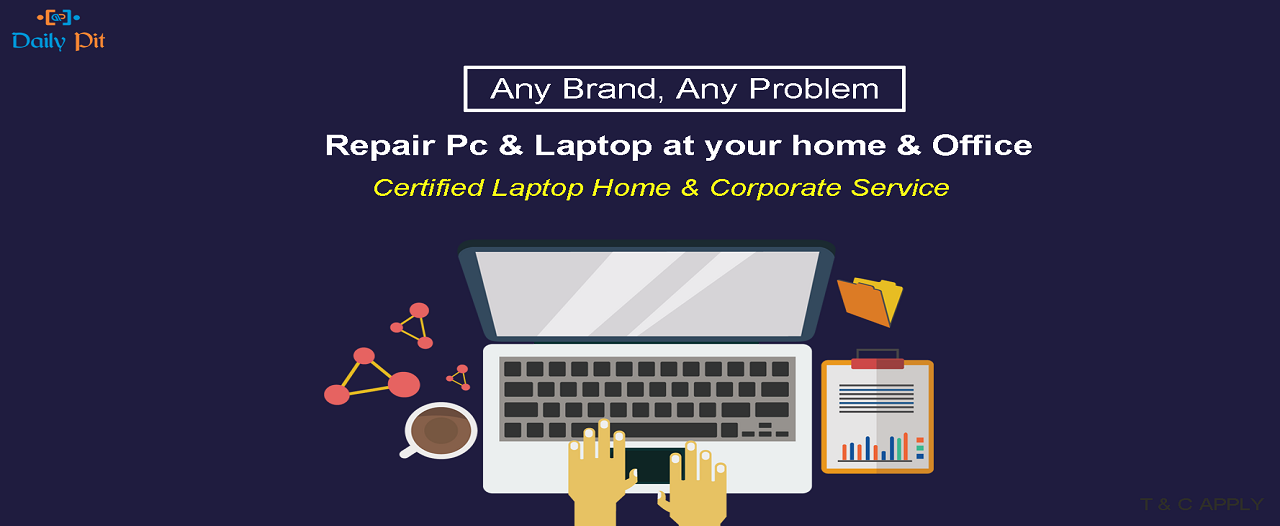 Daily Pit
Any Brand, Any Problem
Repair Pc & Laptop at your home & Office
Certified Laptop Home & Corporate Service
T & C APPLY